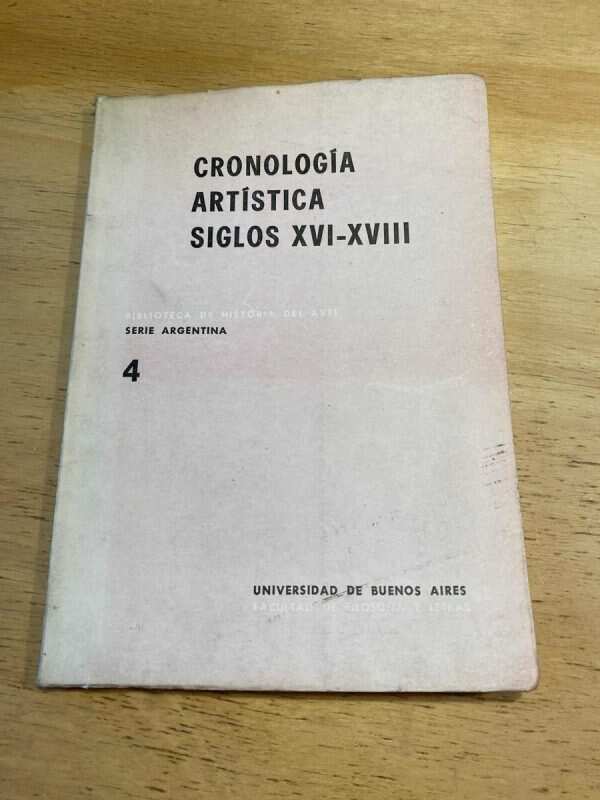 CRONOLOGÍA
ARTÍSTICA
SIGLOS XVI-XVIII
BIBLIOTECA DE HISTORIA DEL ARTE
SERIE ARGENTINA
4
UNIVERSIDAD DE BUENOS AIRES
FACULTAD DE FILOSOFÍA Y LETRAS